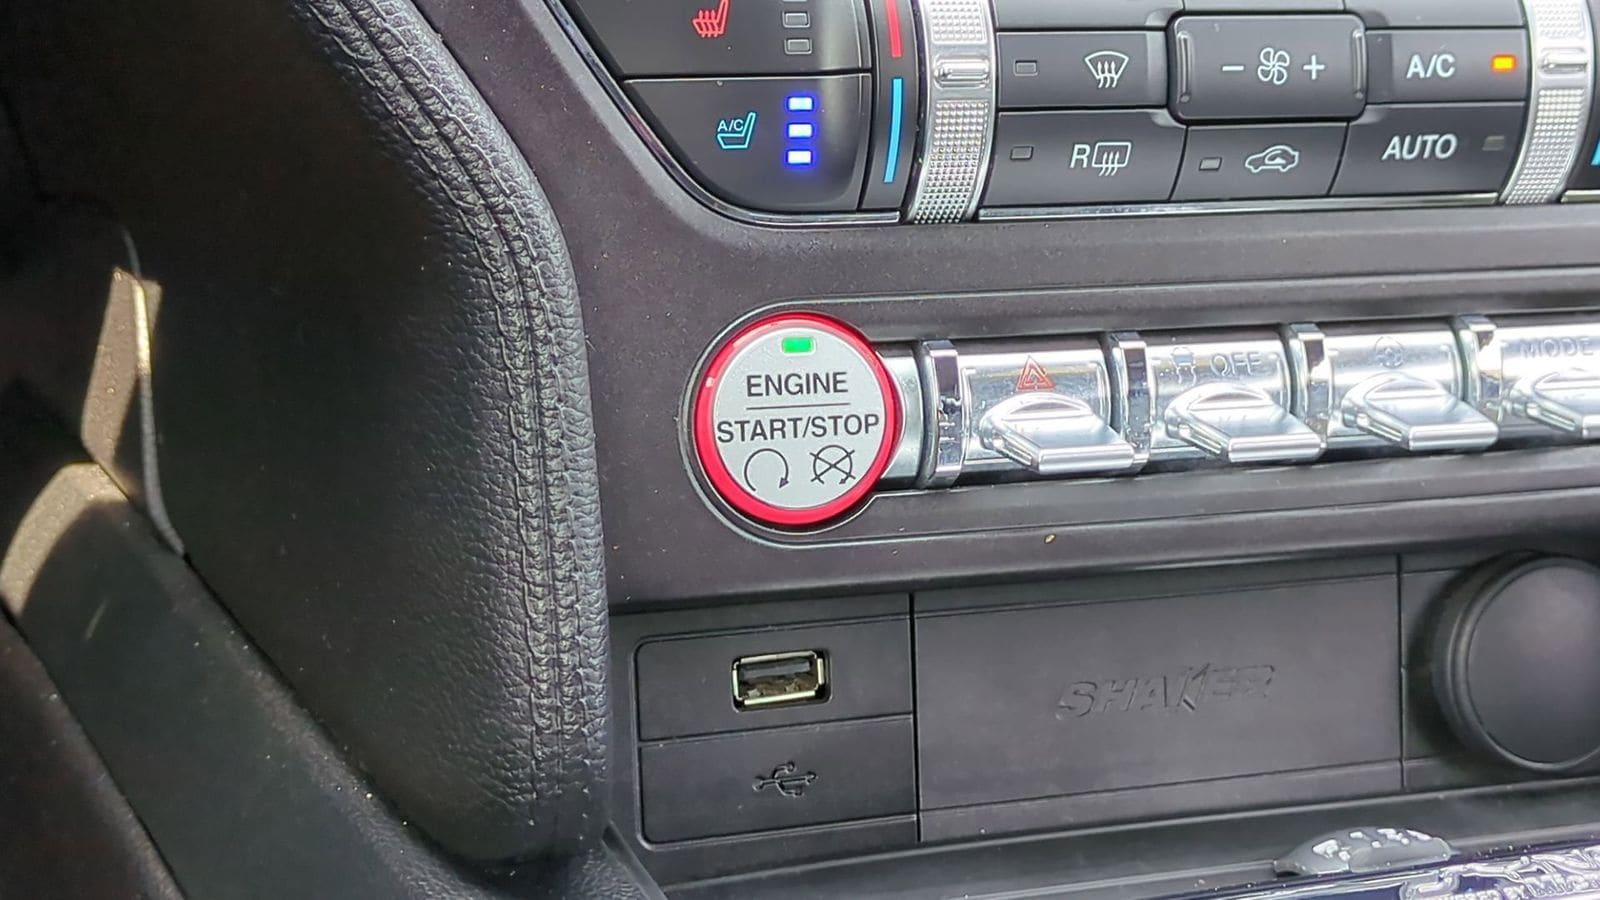 A/C
A/C
R
AUTO
ENGINE
START/STOP
OFF
MODE
SHAKER